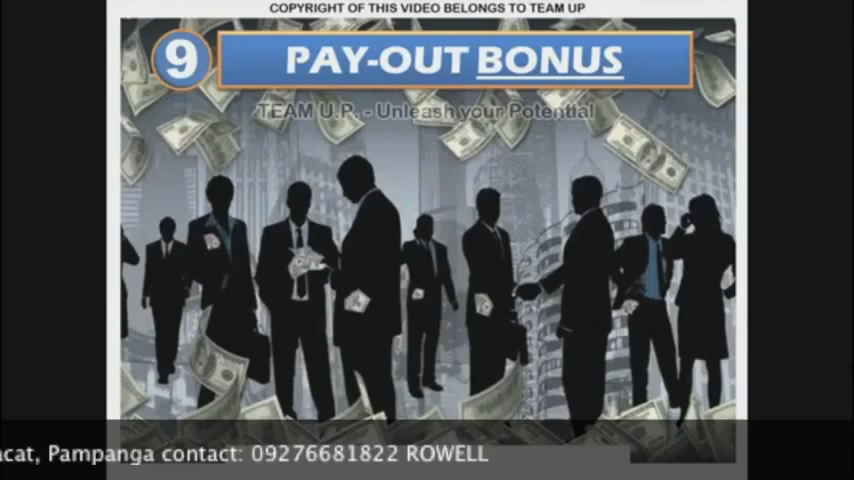 COPYRIGHT OF THIS VIDEO BELONGS TO TEAM UP
9 PAY-OUT BONUS
TEAM U.P. - Unleash your Potential
acat, Pampanga contact: 09276681822 ROWELL